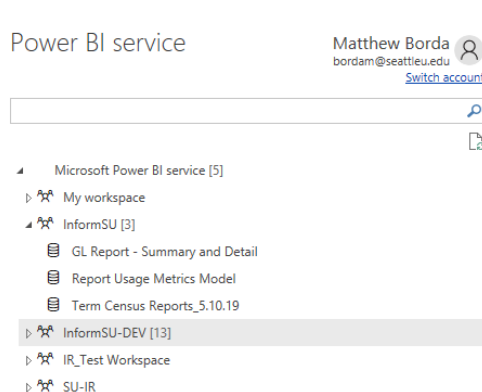 Power BI service
Matthew Borda
bordam@seattleu.edu
Switch account
Microsoft Power BI service [5]
My workspace
InformSU [3]
GL Report - Summary and Detail
Report Usage Metrics Model
Term Census Reports_5.10.19
InformSU-DEV [13]
IR_Test Workspace
SU-IR